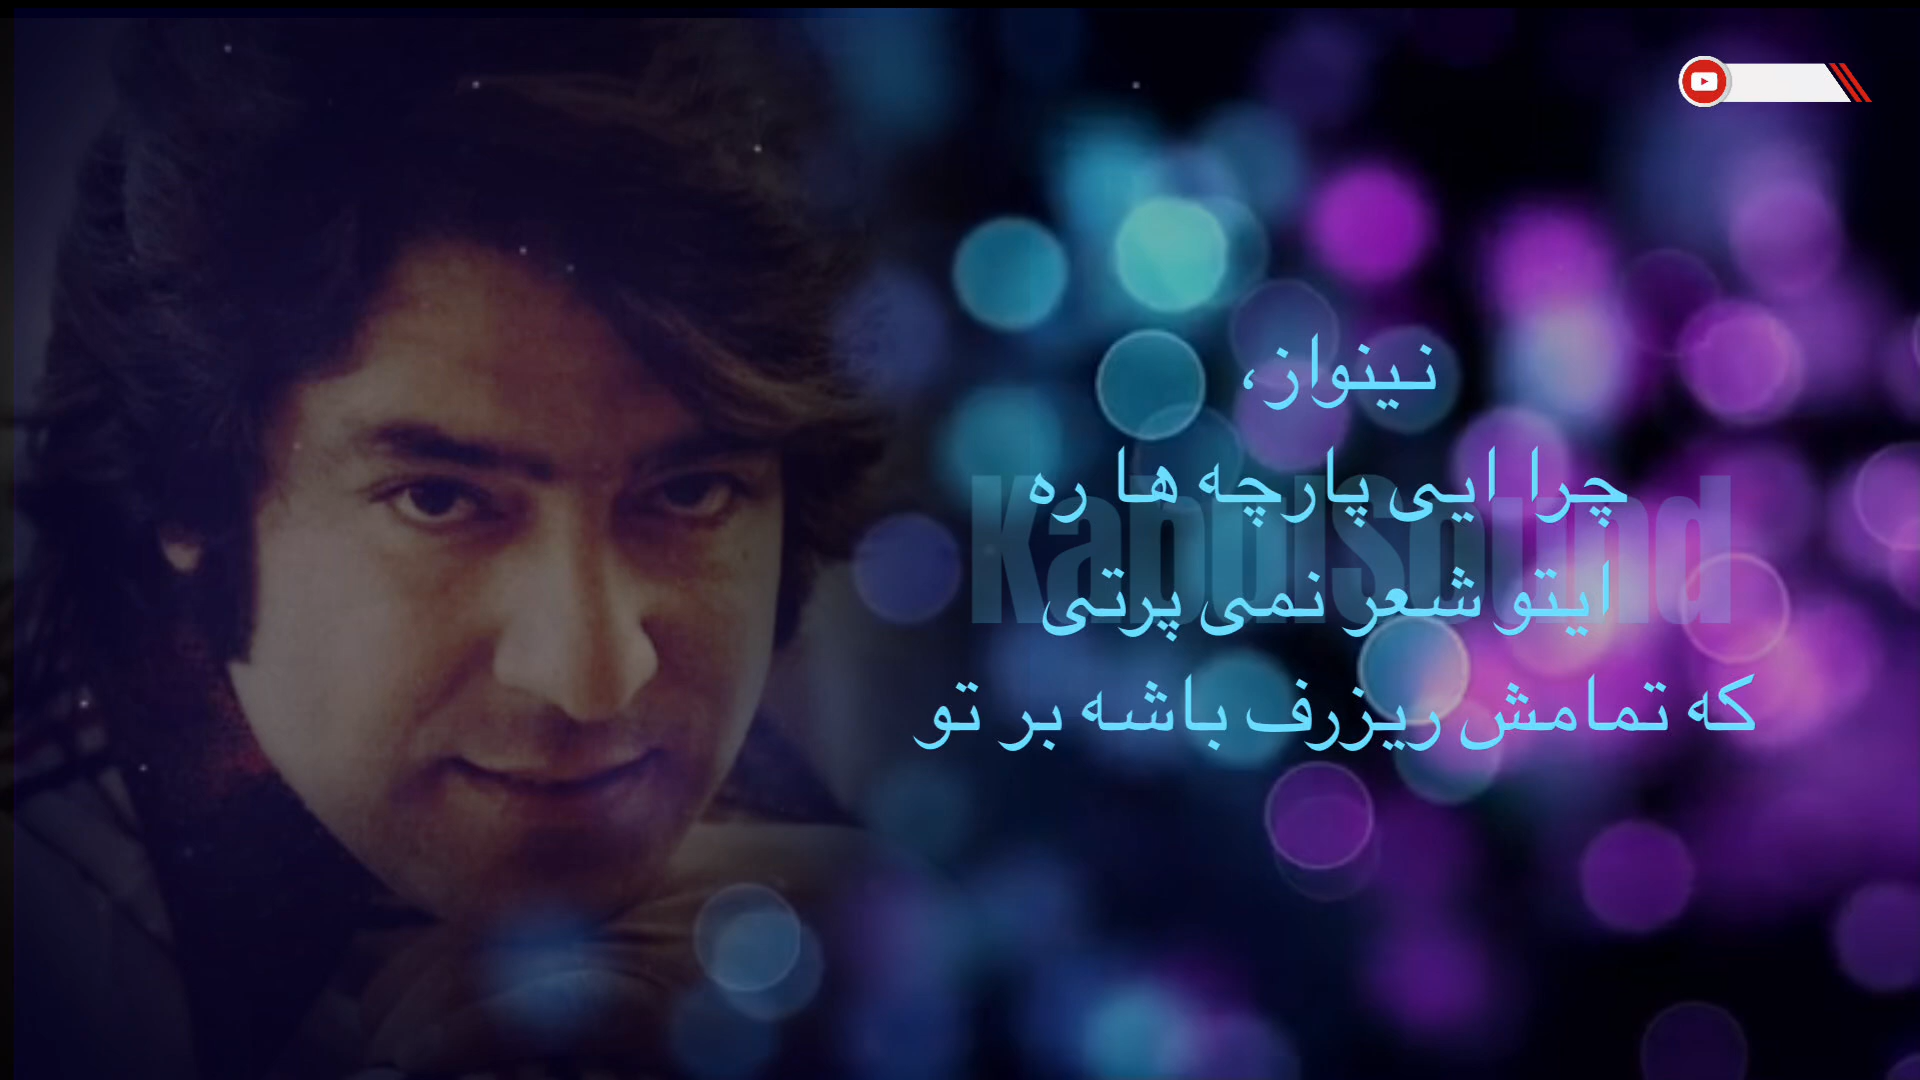 نینواز،
چرا ایی پارچه ها ره
KabulSound
ایتو شعر نمی پرتی
که تمامش ریزرف باشه بر تو